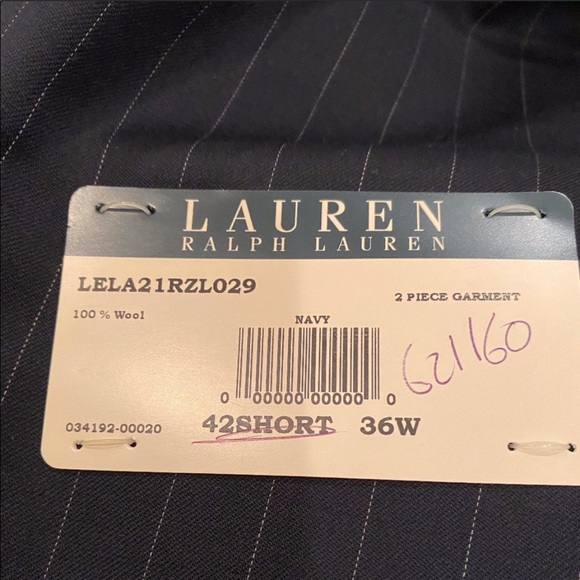 LAUREN
RALPH LAUREN
LELA21RZL029
2 PIECE GARMENT
100 % Wool
NAVY
621160
0 00000 00000 0
034192-00020
42SHORT 36W